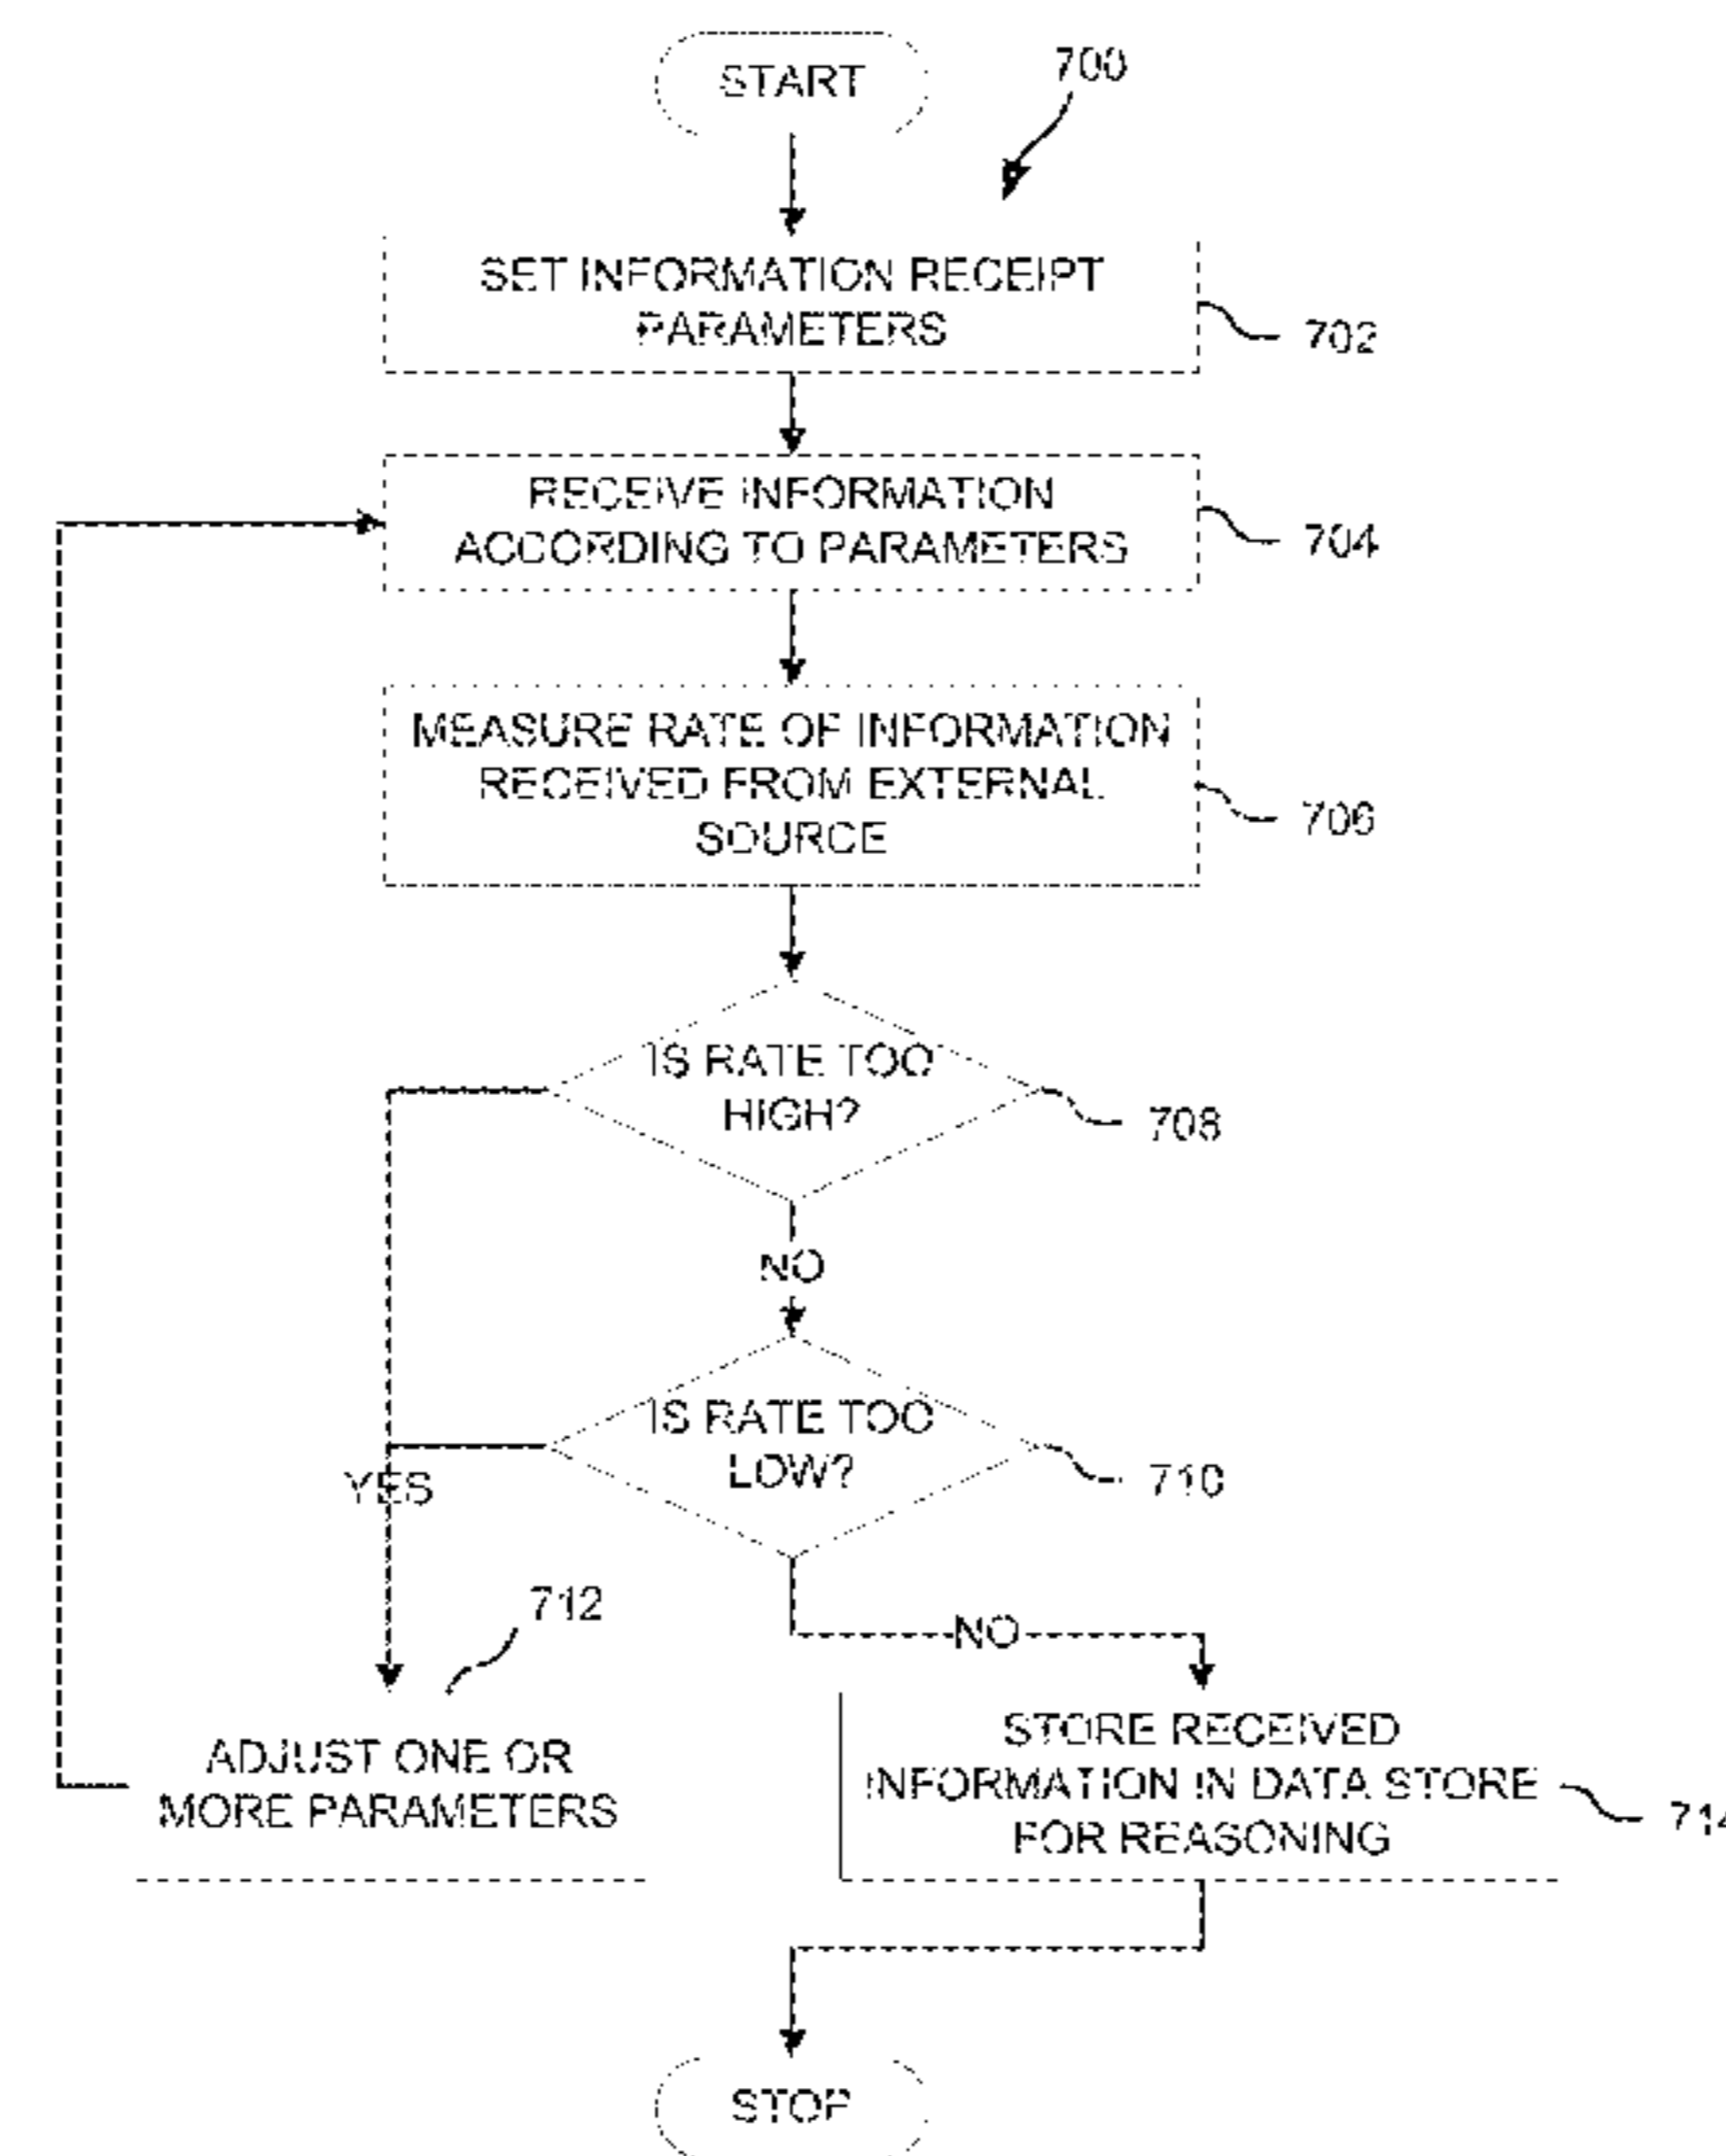 START
700
SET INFORMATION RECEIPT
PARAMETERS
702
RECEIVE INFORMATION
ACCORDING TO PARAMETERS
704
MEASURE RATE OF INFORMATION
RECEIVED FROM EXTERNAL
SOURCE
706
IS RATE TOO
HIGH?
708
NO
IS RATE TOO
LOW?
710
YES
712
NO
ADJUST ONE OR
MORE PARAMETERS
STORE RECEIVED
INFORMATION IN DATA STORE
FOR REASONING
714
STOP